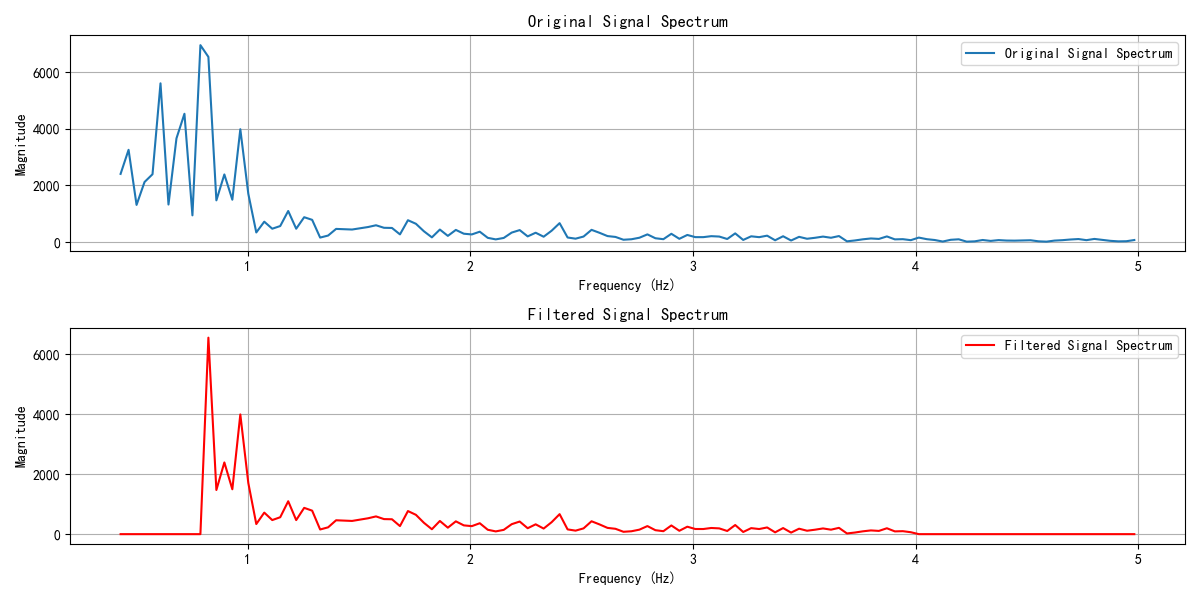 Original Signal Spectrum
Original Signal Spectrum
Magnitude
6000
4000
2000
0
1 2 3 4 5
Frequency (Hz)
Filtered Signal Spectrum
Filtered Signal Spectrum
Magnitude
6000
4000
2000
0
1 2 3 4 5
Frequency (Hz)